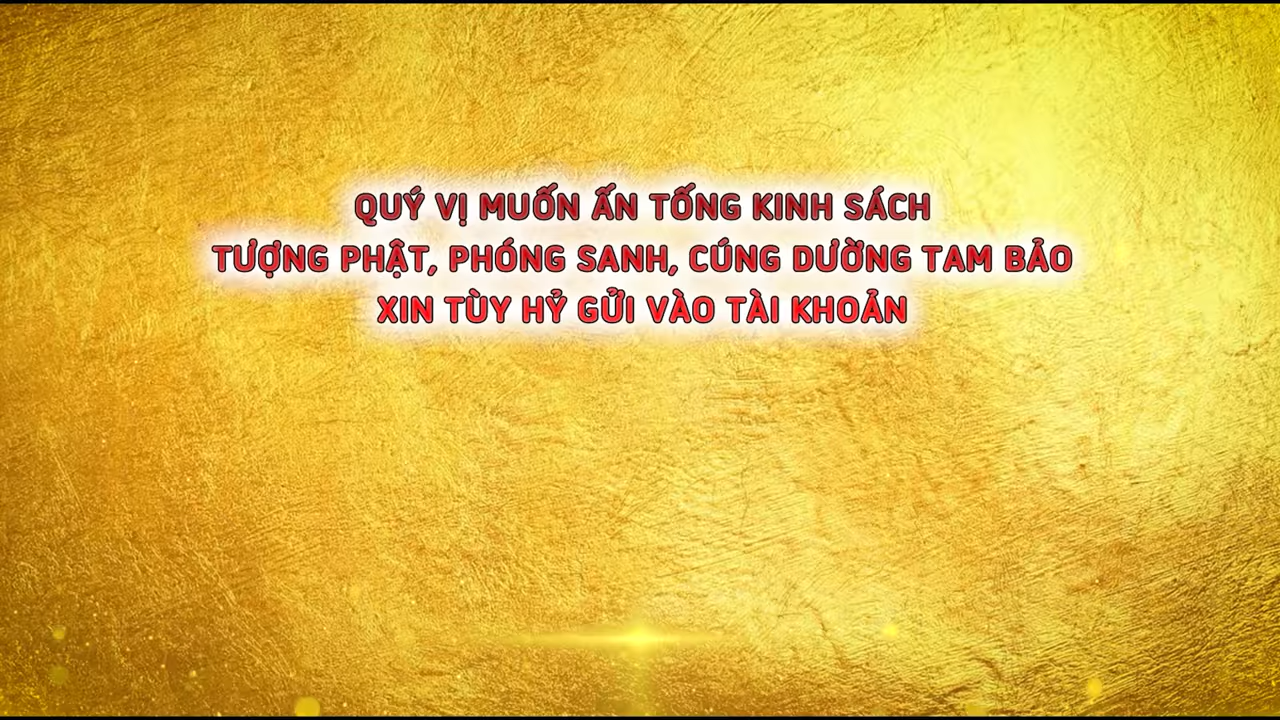 QUÝ VỊ MUỐN ẤN TỐNG KINH SÁCH
TƯỢNG PHẬT, PHÓNG SANH, CÚNG DƯỜNG TAM BẢO
XIN TÙY HỶ GỬI VÀO TÀI KHOẢN